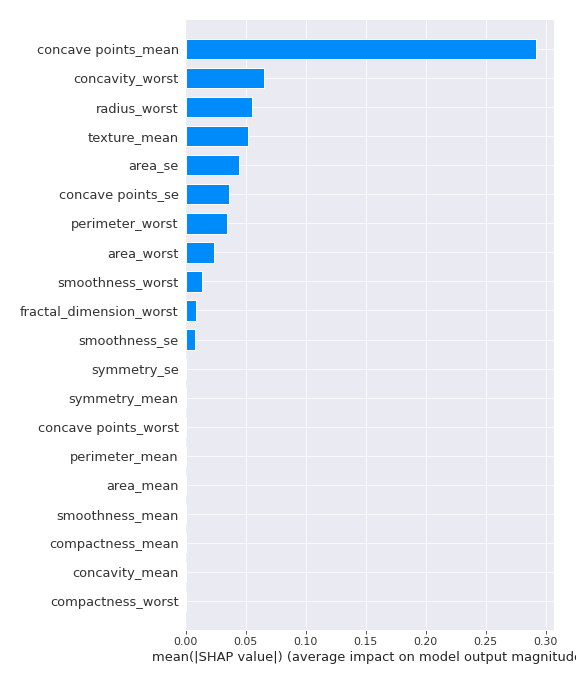 concave points_mean
concavity_worst
radius_worst
texture_mean
area_se
concave points_se
perimeter_worst
area_worst
smoothness_worst
fractal_dimension_worst
smoothness_se
symmetry_se
symmetry_mean
concave points_worst
perimeter_mean
area_mean
smoothness_mean
compactness_mean
concavity_mean
compactness_worst
0.00 0.05 0.10 0.15 0.20 0.25 0.30
mean(|SHAP value|) (average impact on model output magnitude